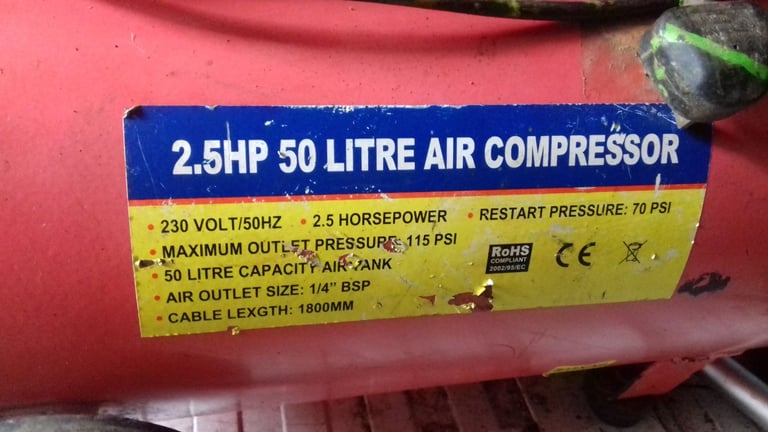 2.5HP 50 LITRE AIR COMPRESSOR
• 230 VOLT/50HZ • 2.5 HORSEPOWER • RESTART PRESSURE: 70 PSI
• MAXIMUM OUTLET PRESSURE: 115 PSI
• 50 LITRE CAPACITY AIR TANK
• AIR OUTLET SIZE: 1/4” BSP
• CABLE LEXGTH: 1800MM
RoHS
COMPLIANT
2002/95/EC
CE